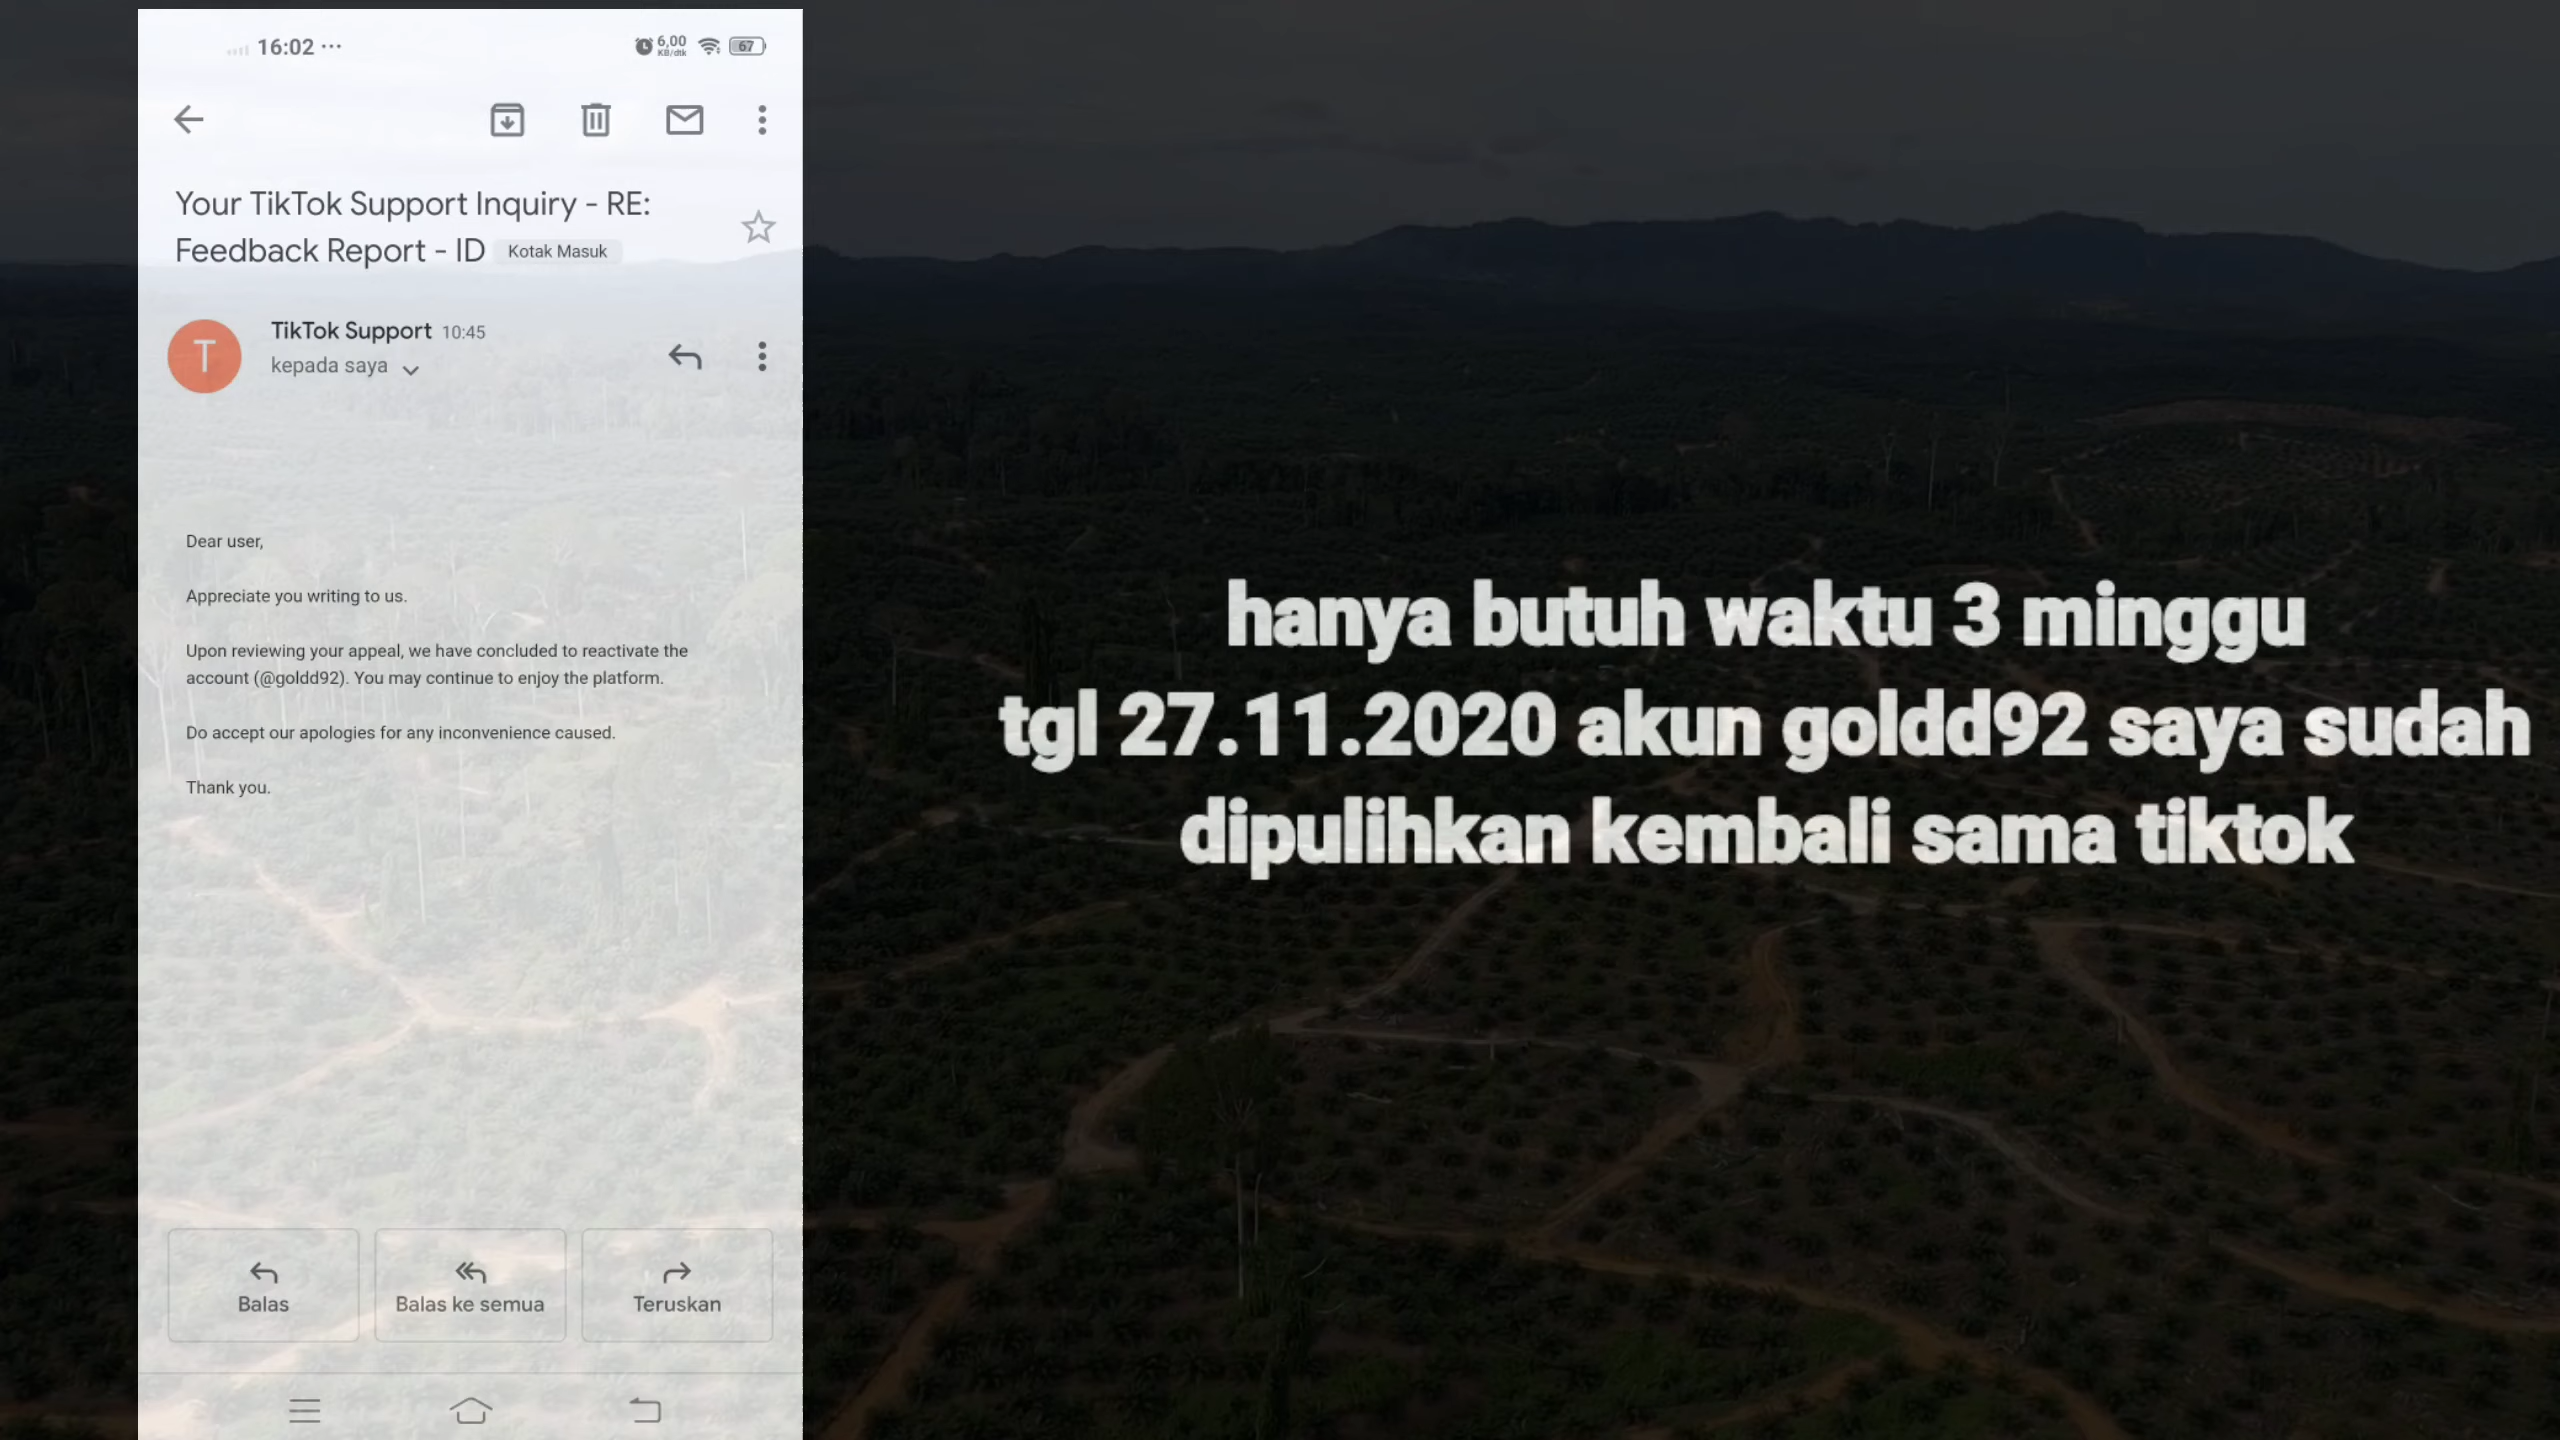 16:02 ...
6,00
KB/dtk
67
Your TikTok Support Inquiry - RE:
Feedback Report - ID Kotak Masuk
T
TikTok Support 10:45
kepada saya
Dear user,
Appreciate you writing to us.
Upon reviewing your appeal, we have concluded to reactivate the
account (@goldd92). You may continue to enjoy the platform.
Do accept our apologies for any inconvenience caused.
Thank you.
Balas
Balas ke semua
Teruskan
hanya butuh waktu 3 minggu
tgl 27.11.2020 akun goldd92 saya sudah
dipulihkan kembali sama tiktok